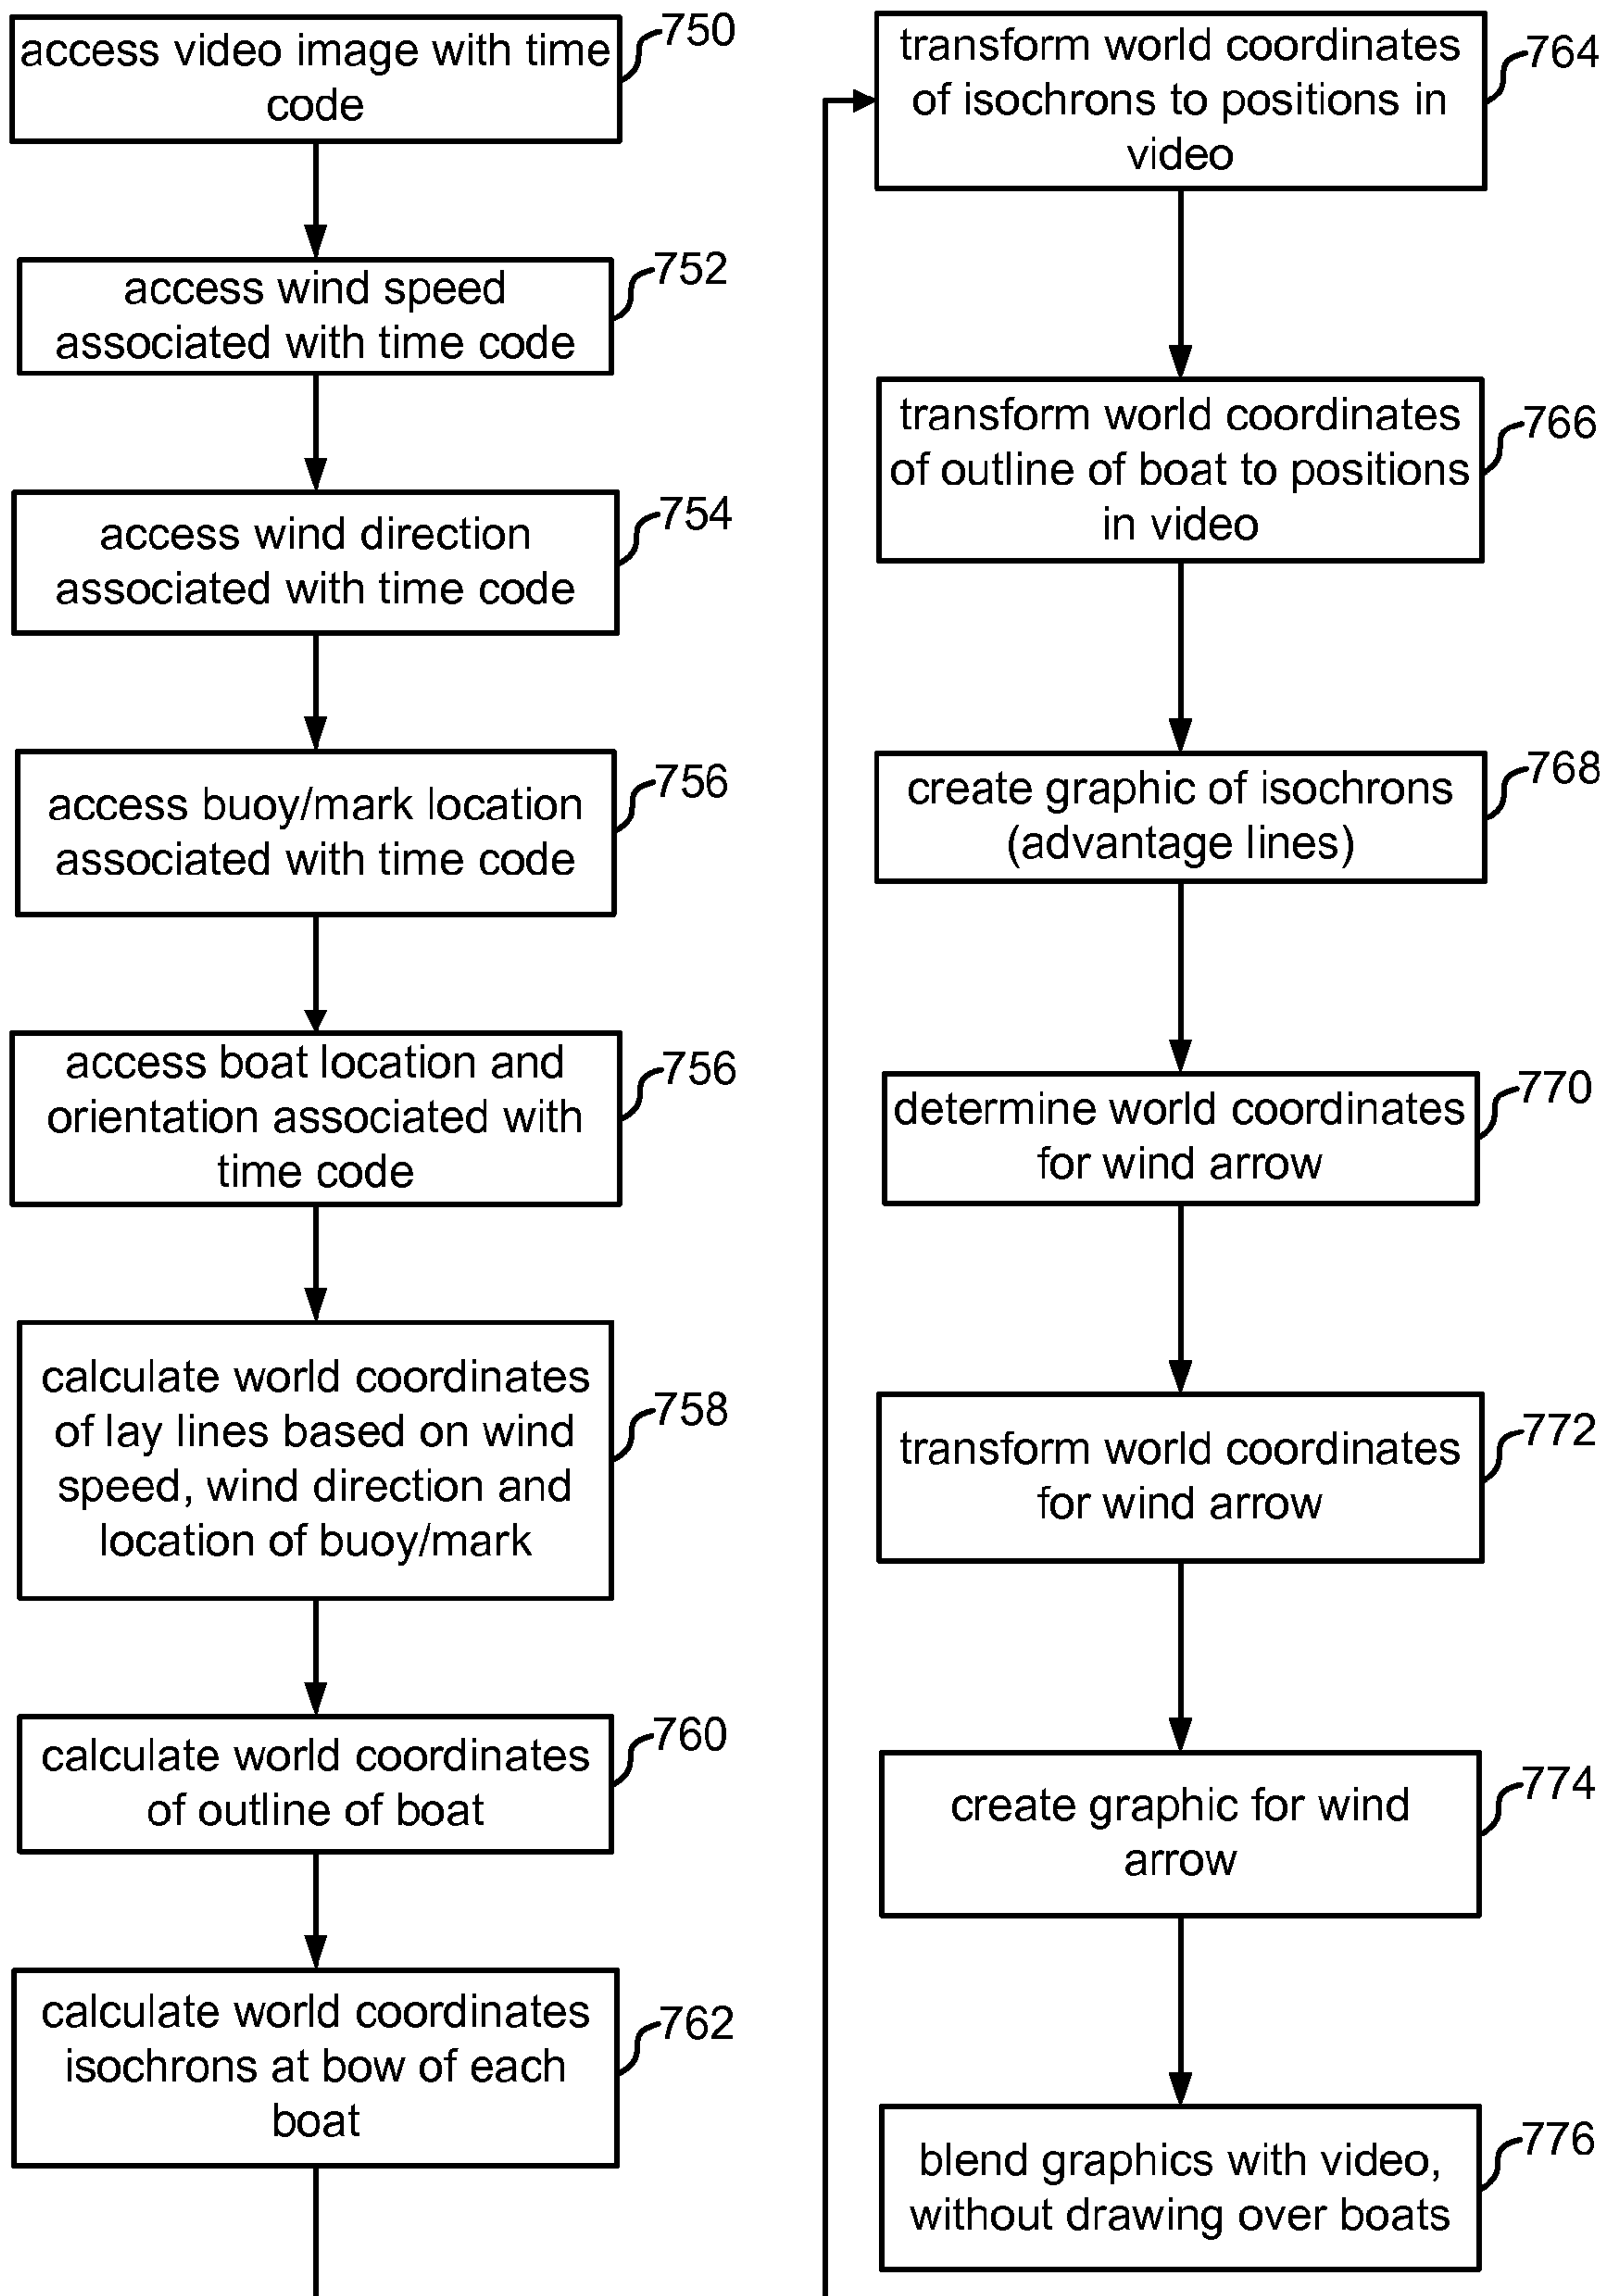 access video image with time
code
750
access wind speed
associated with time code
752
access wind direction
associated with time code
754
access buoy/mark location
associated with time code
756
access boat location and
orientation associated with
time code
756
calculate world coordinates
of lay lines based on wind
speed, wind direction and
location of buoy/mark
758
calculate world coordinates
of outline of boat
760
calculate world coordinates
isochrons at bow of each
boat
762
transform world coordinates
of isochrons to positions in
video
764
transform world coordinates
of outline of boat to positions
in video
766
create graphic of isochrons
(advantage lines)
768
determine world coordinates
for wind arrow
770
transform world coordinates
for wind arrow
772
create graphic for wind
arrow
774
blend graphics with video,
without drawing over boats
776